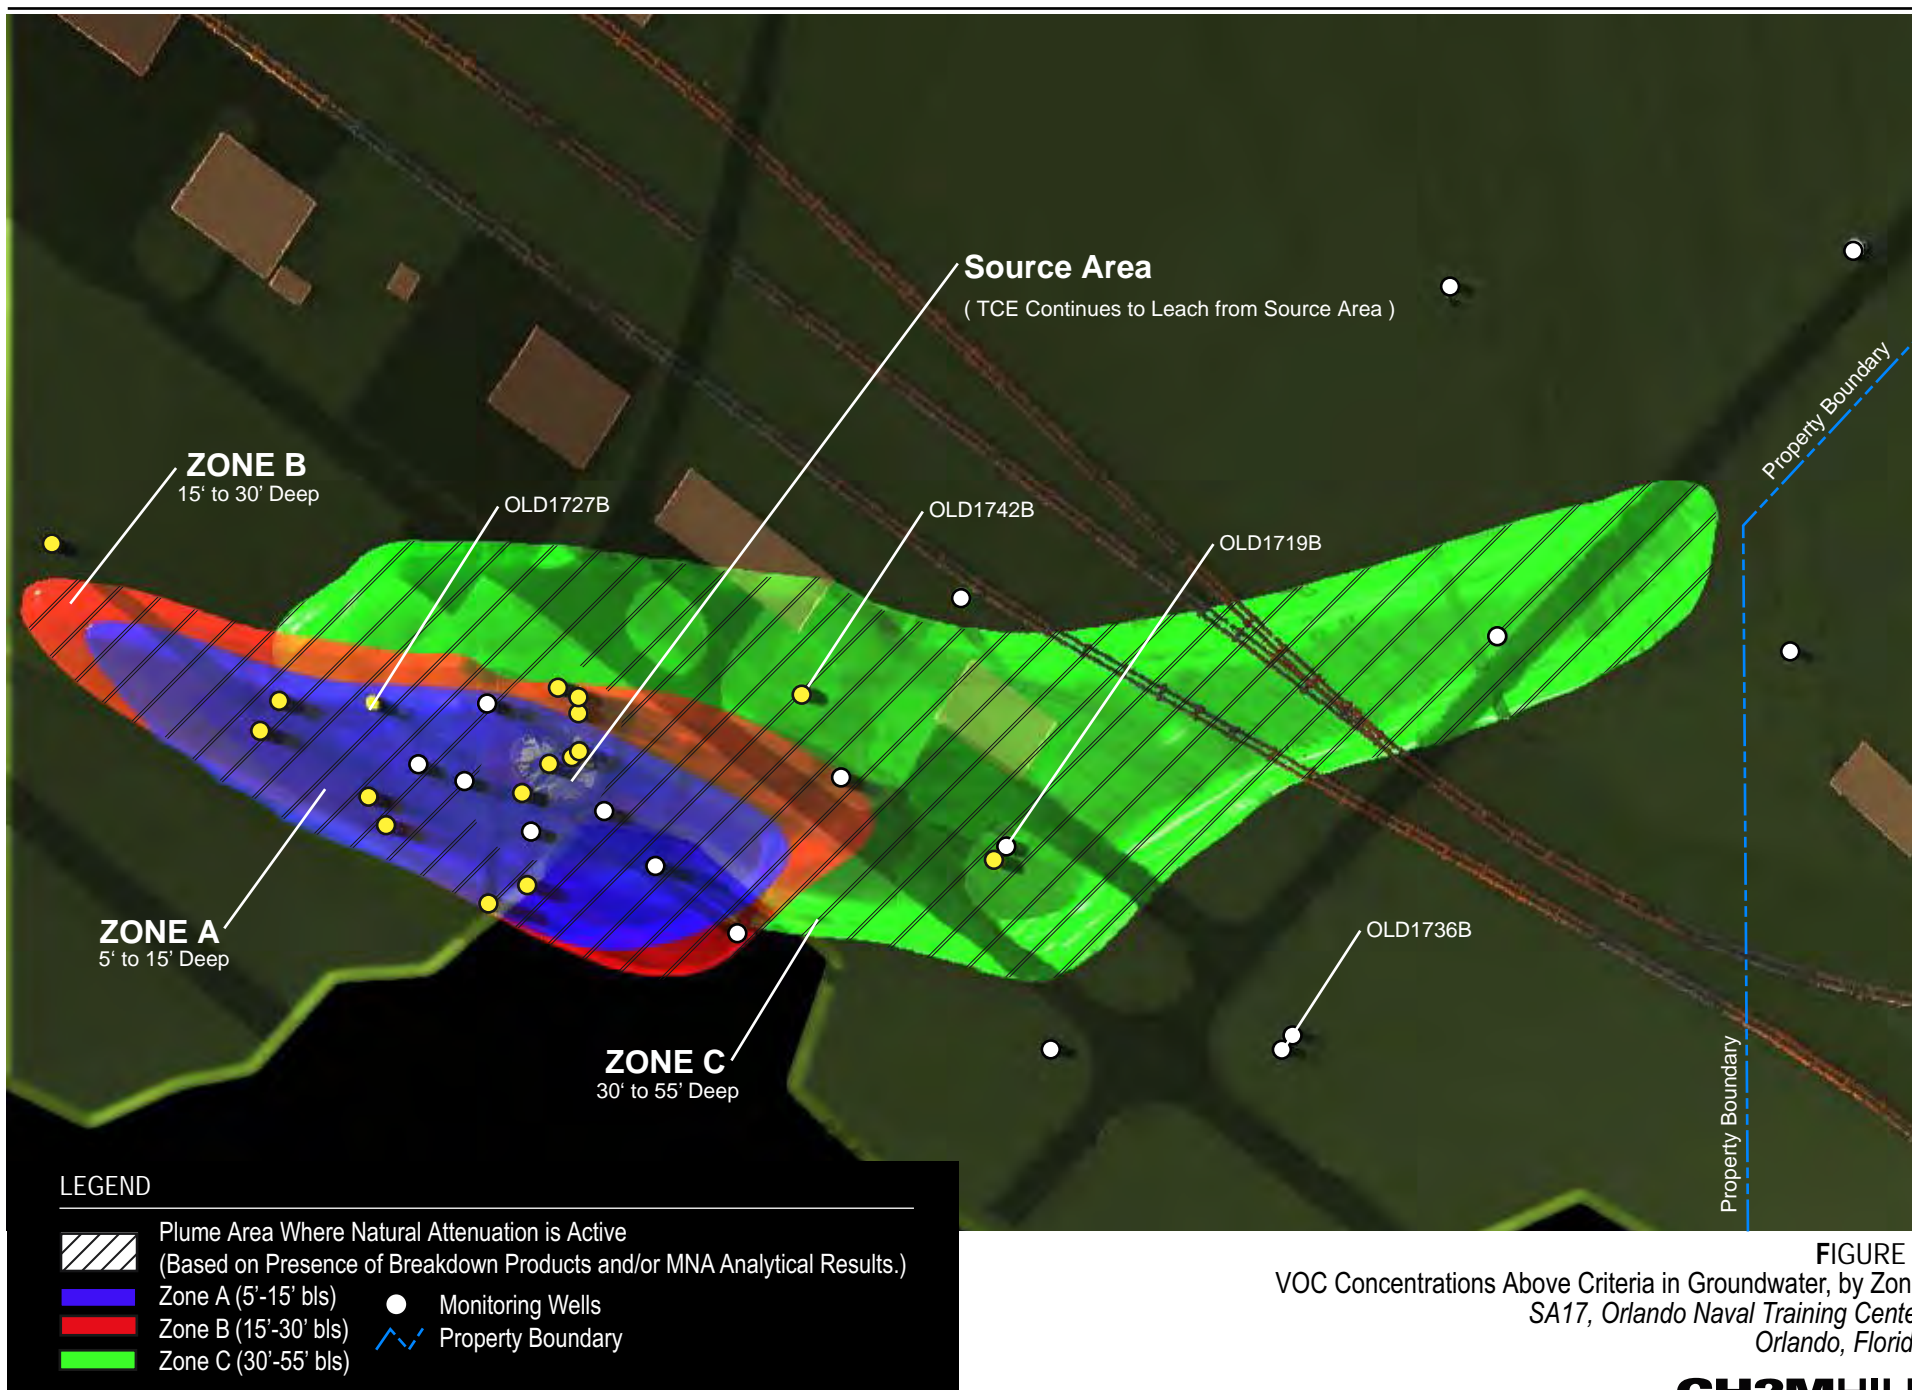 Source Area
( TCE Continues to Leach from Source Area )
Property Boundary
ZONE B
15‘ to 30’ Deep
OLD1727B
OLD1742B
OLD1719B
ZONE A
5‘ to 15’ Deep
OLD1736B
ZONE C
30‘ to 55’ Deep
Property Boundary
LEGEND
Plume Area Where Natural Attenuation is Active
(Based on Presence of Breakdown Products and/or MNA Analytical Results.)
Zone A (5’-15’ bls)
Zone B (15’-30’ bls)
Zone C (30’-55’ bls)
Monitoring Wells
Property Boundary
FIGURE
VOC Concentrations Above Criteria in Groundwater, by Zon
SA17, Orlando Naval Training Cente
Orlando, Florid